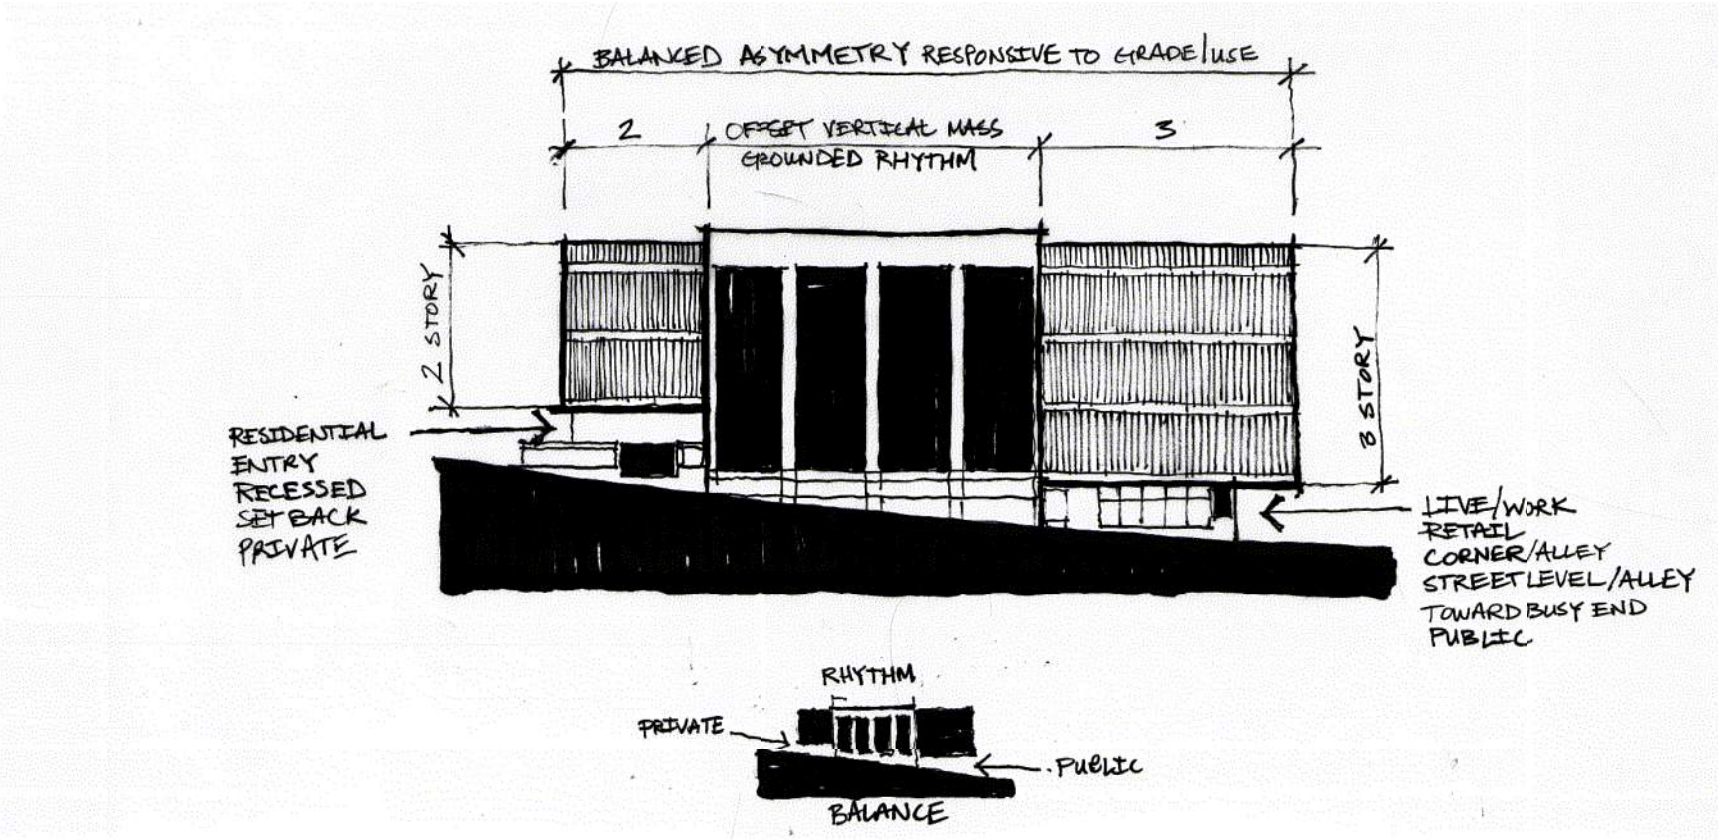 BALANCED ASYMMETRY RESPONSIVE TO GRADE/USE
2
OFFSET VERTICAL MASS
3
GROUNDED RHYTHM
2 STORY
3 STORY
RESIDENTIAL
ENTRY
RECESSED
SET BACK
PRIVATE
LIVE/WORK
RETAIL
CORNER/ALLEY
STREET LEVEL/ALLEY
TOWARD BUSY END
PUBLIC
RHYTHM
PRIVATE
PUBLIC
BALANCE